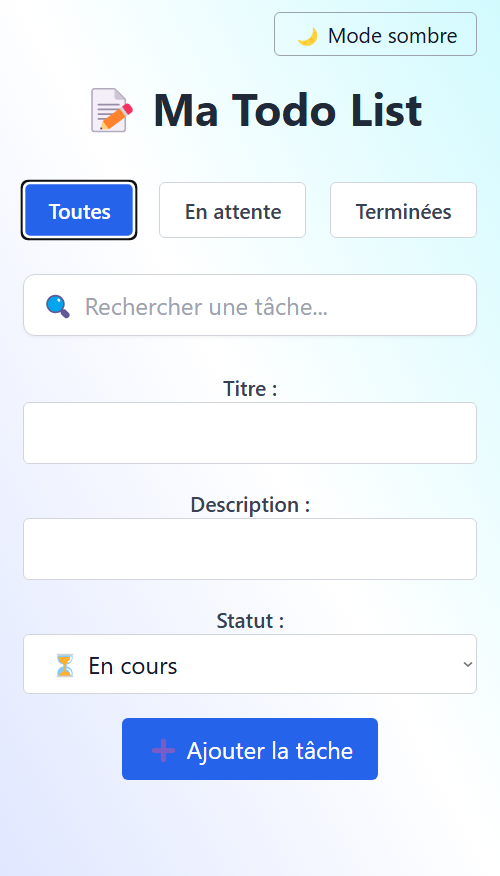 🌙 Mode sombre
📝 Ma Todo List
Toutes En attente Terminées
🔍 Rechercher une tâche...
Titre :
Description :
Statut :
⏳ En cours
➕ Ajouter la tâche